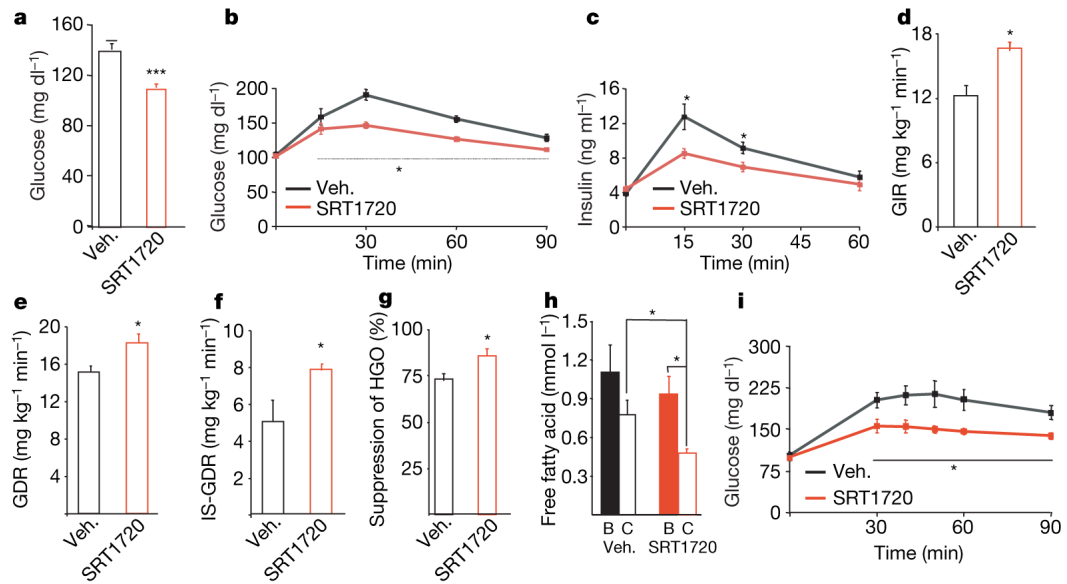 a
160
120
80
40
0
Glucose (mg dl⁻¹)
***
Veh.
SRT1720
b
200
150
100
50
0
Glucose (mg dl⁻¹)
*
Veh.
SRT1720
30
60
90
Time (min)
c
16
12
8
4
0
Insulin (ng ml⁻¹)
*
*
Veh.
SRT1720
15
30
45
60
Time (min)
d
18
12
6
0
GIR (mg kg⁻¹ min⁻¹)
*
Veh.
SRT1720
e
20
16
12
8
4
GDR (mg kg⁻¹ min⁻¹)
*
Veh.
SRT1720
f
10
8
6
4
2
IS-GDR (mg kg⁻¹ min⁻¹)
*
Veh.
SRT1720
g
100
75
50
25
Suppression of HGO (%)
*
Veh.
SRT1720
h
1.5
1.2
0.9
0.6
0.3
Free fatty acid (mmol l⁻¹)
*
*
B C B C
Veh. SRT1720
i
300
225
150
75
0
Glucose (mg dl⁻¹)
*
Veh.
SRT1720
30
60
90
Time (min)